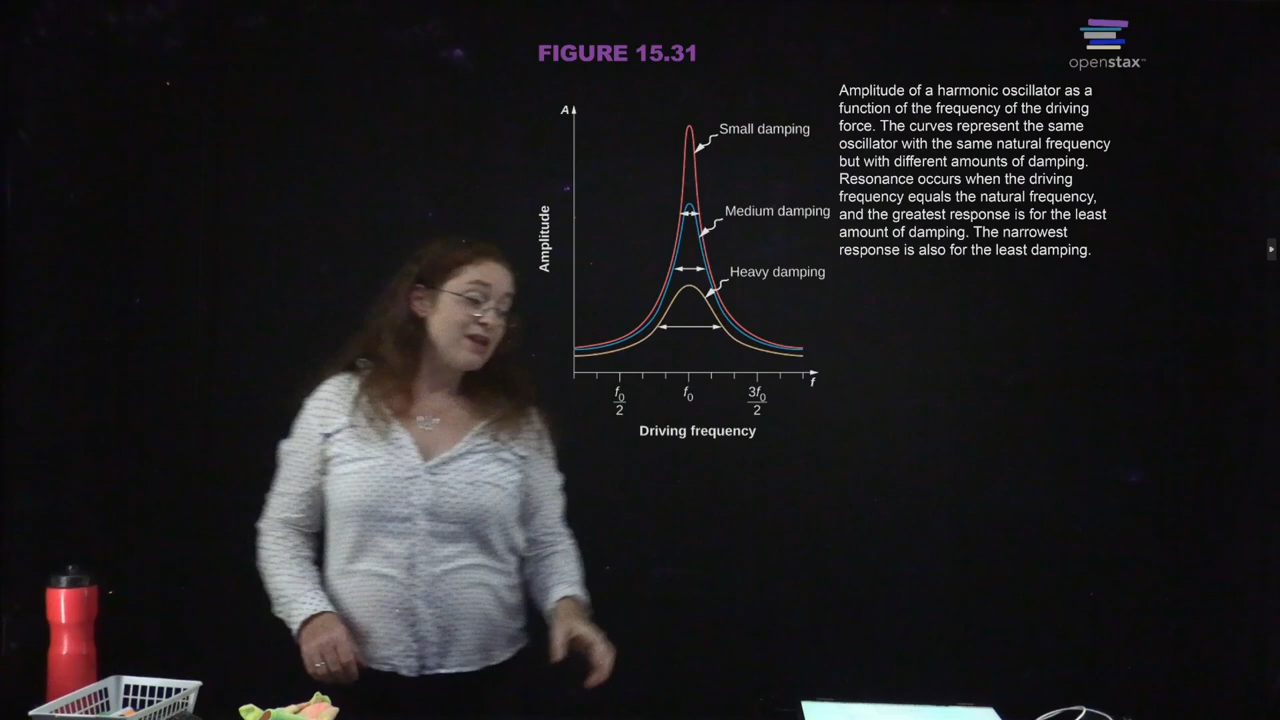 FIGURE 15.31
openstax™
A
Small damping
Medium damping
Heavy damping
Amplitude
f
f0/2
f0
3f0/2
Driving frequency
Amplitude of a harmonic oscillator as a
function of the frequency of the driving
force. The curves represent the same
oscillator with the same natural frequency
but with different amounts of damping.
Resonance occurs when the driving
frequency equals the natural frequency,
and the greatest response is for the least
amount of damping. The narrowest
response is also for the least damping.